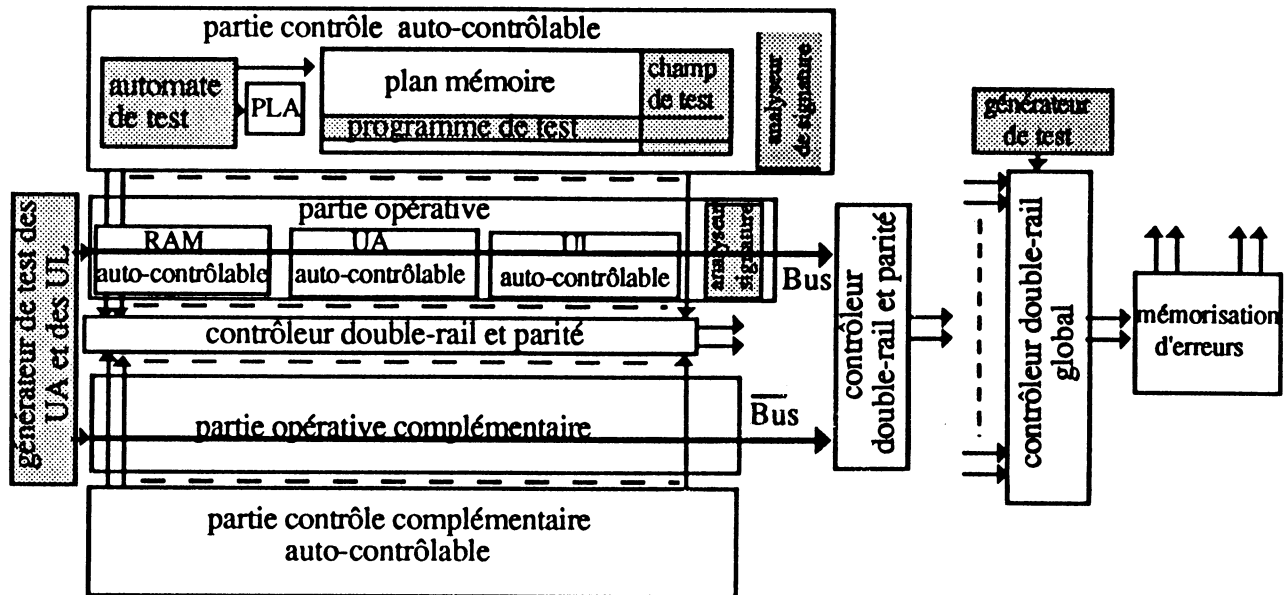 partie contrôle auto-contrôlable
automate
de test
PLA
plan mémoire
programme de test
champ
de test
analyseur
de signature
générateur
de test
générateur de test des
UA et des UL
partie opérative
RAM
auto-contrôlable
UA
auto-contrôlable
UL
auto-contrôlable
analyseur
signature
Bus
contrôleur double-rail et parité
contrôleur
double-rail et parité
contrôleur double-rail
global
mémorisation
d'erreurs
partie opérative complémentaire
Bus
partie contrôle complémentaire
auto-contrôlable